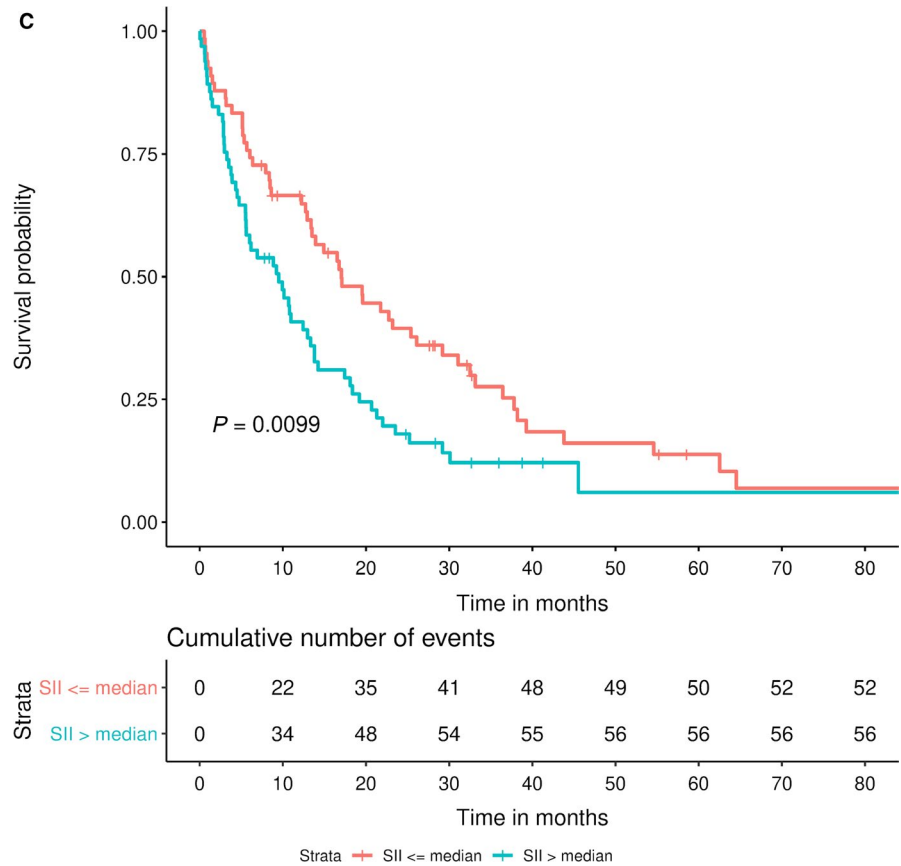 C
1.00
0.75
0.50
0.25
0.00
Survival probability
P = 0.0099
0 10 20 30 40 50 60 70 80
Time in months
Cumulative number of events
Strata
SII <= median 0 22 35 41 48 49 50 52 52
SII > median 0 34 48 54 55 56 56 56 56
0 10 20 30 40 50 60 70 80
Time in months
Strata SII <= median SII > median